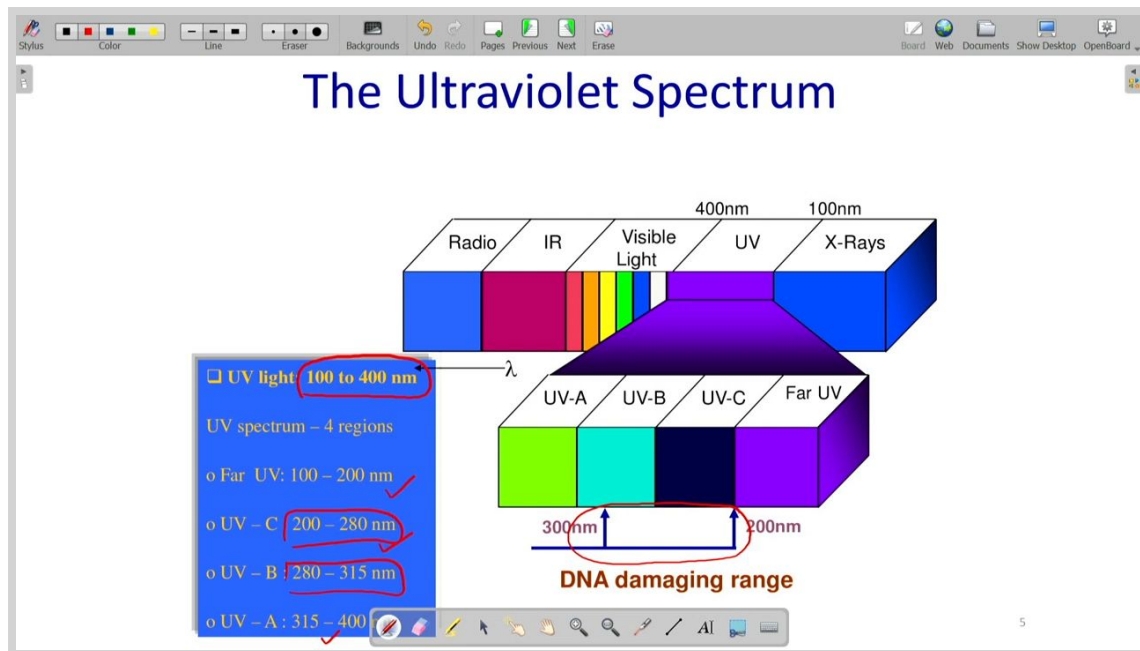 Stylus
Color
Line
Eraser
Backgrounds
Undo
Redo
Pages
Previous
Next
Erase
Board
Web
Documents
Show Desktop
OpenBoard
The Ultraviolet Spectrum
400nm
100nm
Radio
IR
Visible
Light
UV
X-Rays
λ
UV-A
UV-B
UV-C
Far UV
300nm
200nm
DNA damaging range
❑ UV light: 100 to 400 nm
UV spectrum – 4 regions
o Far UV: 100 – 200 nm
o UV – C : 200 – 280 nm
o UV – B : 280 – 315 nm
o UV – A : 315 – 400
AI
5